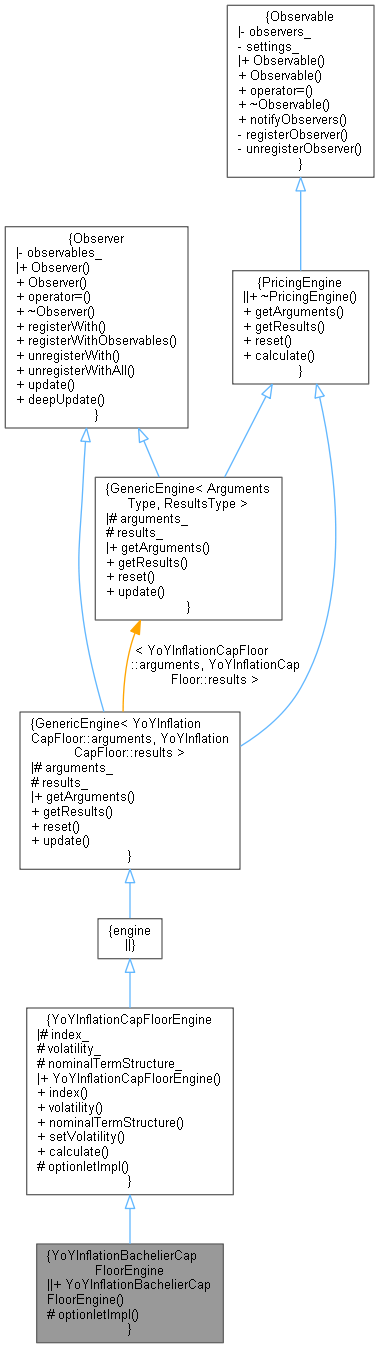 {Observable
|- observers_
- settings_
|+ Observable()
+ Observable()
+ operator=()
+ ~Observable()
+ notifyObservers()
- registerObserver()
- unregisterObserver()
}
{Observer
|- observables_
|+ Observer()
+ Observer()
+ operator=()
+ ~Observer()
+ registerWith()
+ registerWithObservables()
+ unregisterWith()
+ unregisterWithAll()
+ update()
+ deepUpdate()
}
{PricingEngine
||+ ~PricingEngine()
+ getArguments()
+ getResults()
+ reset()
+ calculate()
}
{GenericEngine< Arguments
Type, ResultsType >
|# arguments_
# results_
|+ getArguments()
+ getResults()
+ reset()
+ update()
}
< YoYInflationCapFloor
::arguments, YoYInflationCap
Floor::results >
{GenericEngine< YoYInflation
CapFloor::arguments, YoYInflation
CapFloor::results >
|# arguments_
# results_
|+ getArguments()
+ getResults()
+ reset()
+ update()
}
{engine
||}
{YoYInflationCapFloorEngine
|# index_
# volatility_
# nominalTermStructure_
|+ YoYInflationCapFloorEngine()
+ index()
+ volatility()
+ nominalTermStructure()
+ setVolatility()
+ calculate()
# optionletImpl()
}
{YoYInflationBachelierCap
FloorEngine
||+ YoYInflationBachelierCap
FloorEngine()
# optionletImpl()
}